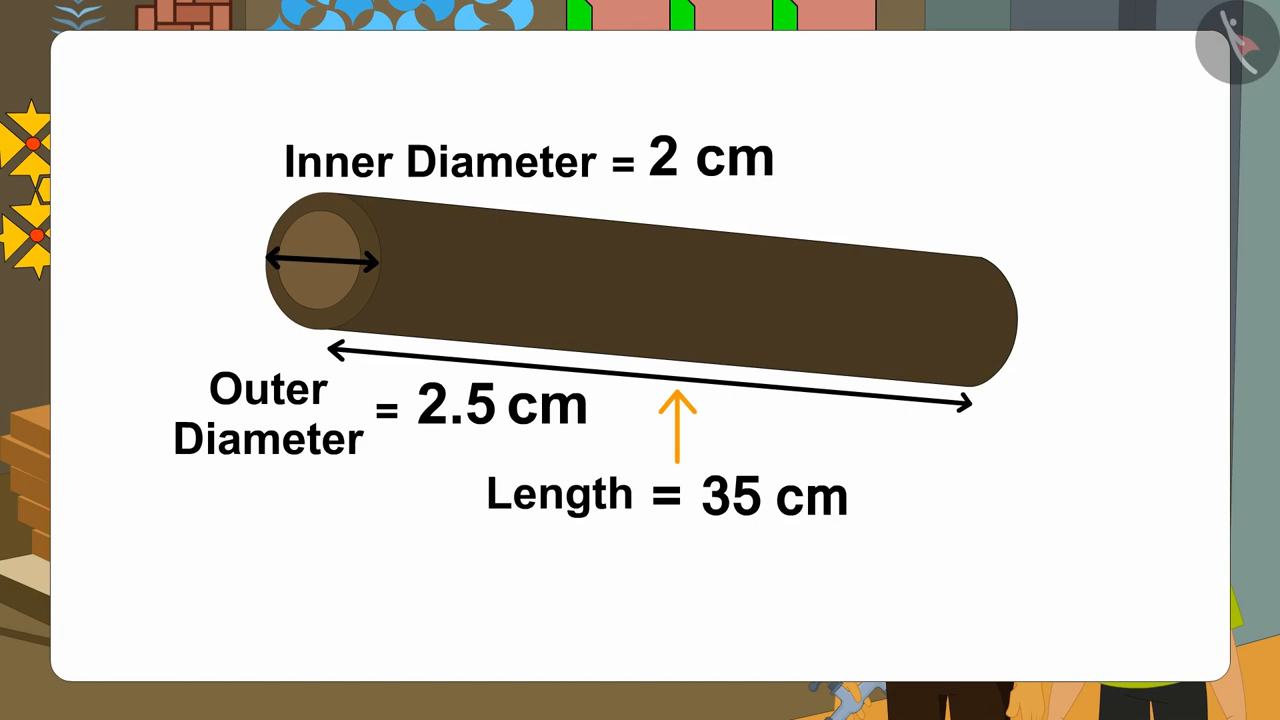 Inner Diameter = 2 cm
Outer
Diameter = 2.5 cm
Length = 35 cm